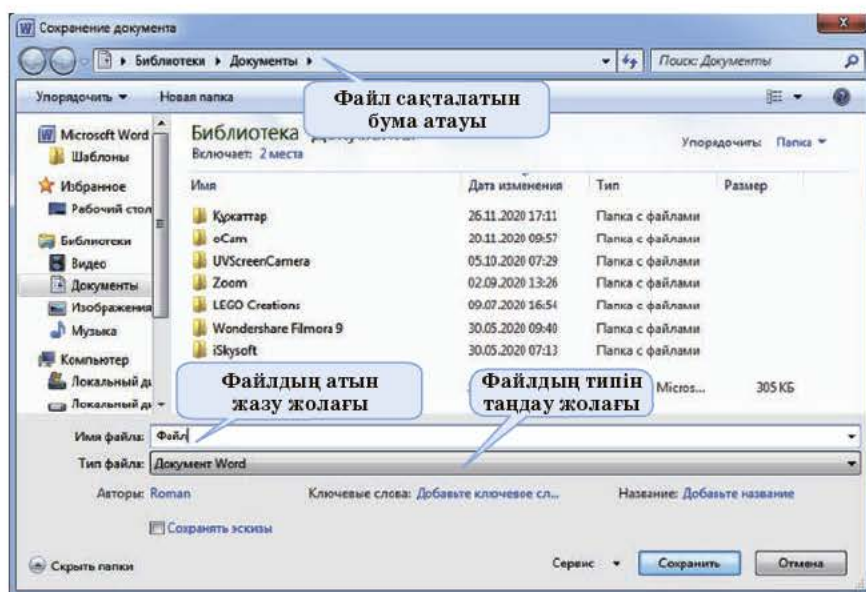 Сохранение документа
Библиотеки ▸ Документы ▸
Поиск: Документы
Упорядочить Новая папка
Файл сақталатын
бума атауы
Microsoft Word
Шаблоны
Избранное
Рабочий стол
Библиотеки
Видео
Документы
Изображения
Музыка
Компьютер
Локальный ди
Локальный ди
Библиотека
Включает: 2 места
Упорядочить: Папка
Имя Дата изменения Тип Размер
Құжаттар 26.11.2020 17:11 Папка с файлами
oCam 20.11.2020 09:57 Папка с файлами
UVScreenCamera 05.10.2020 07:29 Папка с файлами
Zoom 02.09.2020 13:26 Папка с файлами
LEGO Creations 09.07.2020 16:54 Папка с файлами
Wondershare Filmora 9 30.05.2020 09:40 Папка с файлами
iSkysoft 30.05.2020 07:13 Папка с файлами
Micros... 305 КБ
Файлдың атын
жазу жолағы
Файлдың типін
таңдау жолағы
Имя файла: Файл
Тип файла: Документ Word
Авторы: Roman Ключевые слова: Добавьте ключевое сл... Название: Добавьте название
Сохранять эскизы
Скрыть папки Сервис Сохранить Отмена